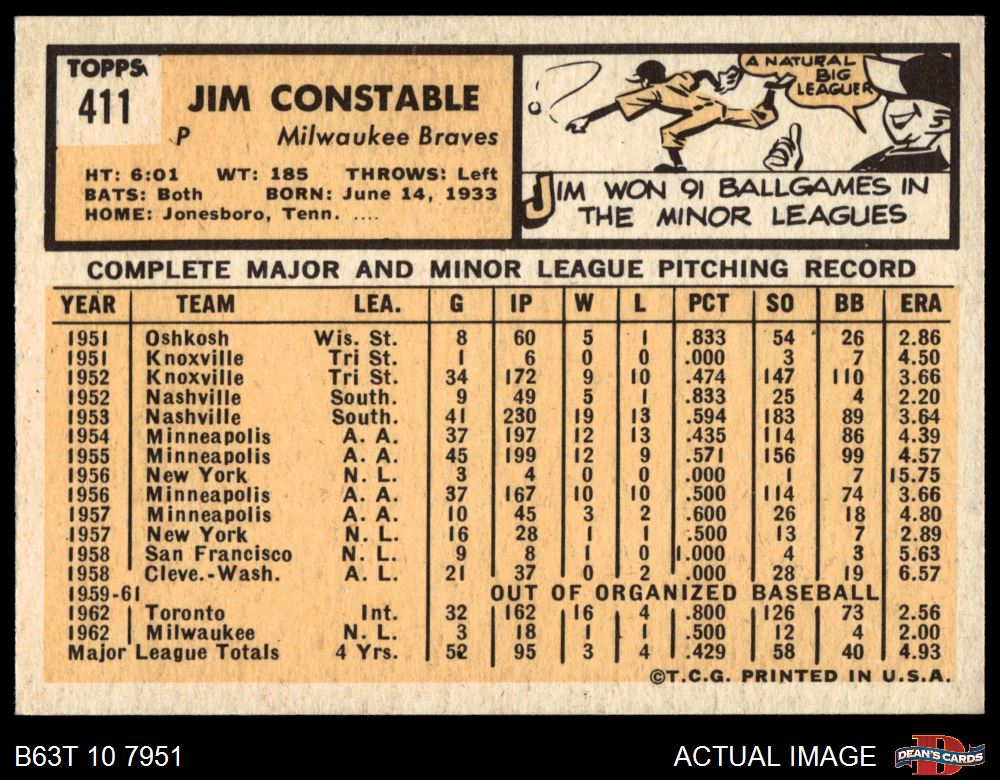 TOPPS
411
JIM CONSTABLE
P Milwaukee Braves
HT: 6:01 WT: 185 THROWS: Left
BATS: Both BORN: June 14, 1933
HOME: Jonesboro, Tenn. ....
A NATURAL
BIG
LEAGUER
JIM WON 91 BALLGAMES IN
THE MINOR LEAGUES
COMPLETE MAJOR AND MINOR LEAGUE PITCHING RECORD
YEAR TEAM LEA. G IP W L PCT SO BB ERA
1951 Oshkosh Wis. St. 8 60 5 1 .833 54 26 2.86
1951 Knoxville Tri St. 1 6 0 0 .000 3 7 4.50
1952 Knoxville Tri St. 34 172 9 10 .474 147 110 3.66
1952 Nashville South. 9 49 5 1 .833 25 4 2.20
1953 Nashville South. 41 230 19 13 .594 183 89 3.64
1954 Minneapolis A. A. 37 197 12 13 .435 114 86 4.39
1955 Minneapolis A. A. 45 199 12 9 .571 156 99 4.57
1956 New York N. L. 3 4 0 0 .000 1 7 15.75
1956 Minneapolis A. A. 37 167 10 10 .500 114 74 3.66
1957 Minneapolis A. A. 10 45 3 2 .600 26 18 4.80
1957 New York N. L. 16 28 1 1 .500 13 7 2.89
1958 San Francisco N. L. 9 8 1 0 1.000 4 3 5.63
1958 Cleve.-Wash. A. L. 21 37 0 2 .000 28 19 6.57
1959-61 OUT OF ORGANIZED BASEBALL
1962 Toronto Int. 32 162 16 4 .800 126 73 2.56
1962 Milwaukee N. L. 3 18 1 1 .500 12 4 2.00
Major League Totals 4 Yrs. 52 95 3 4 .429 58 40 4.93
©T.C.G. PRINTED IN U.S.A.
B63T 10 7951 ACTUAL IMAGE DEAN'S CARDS